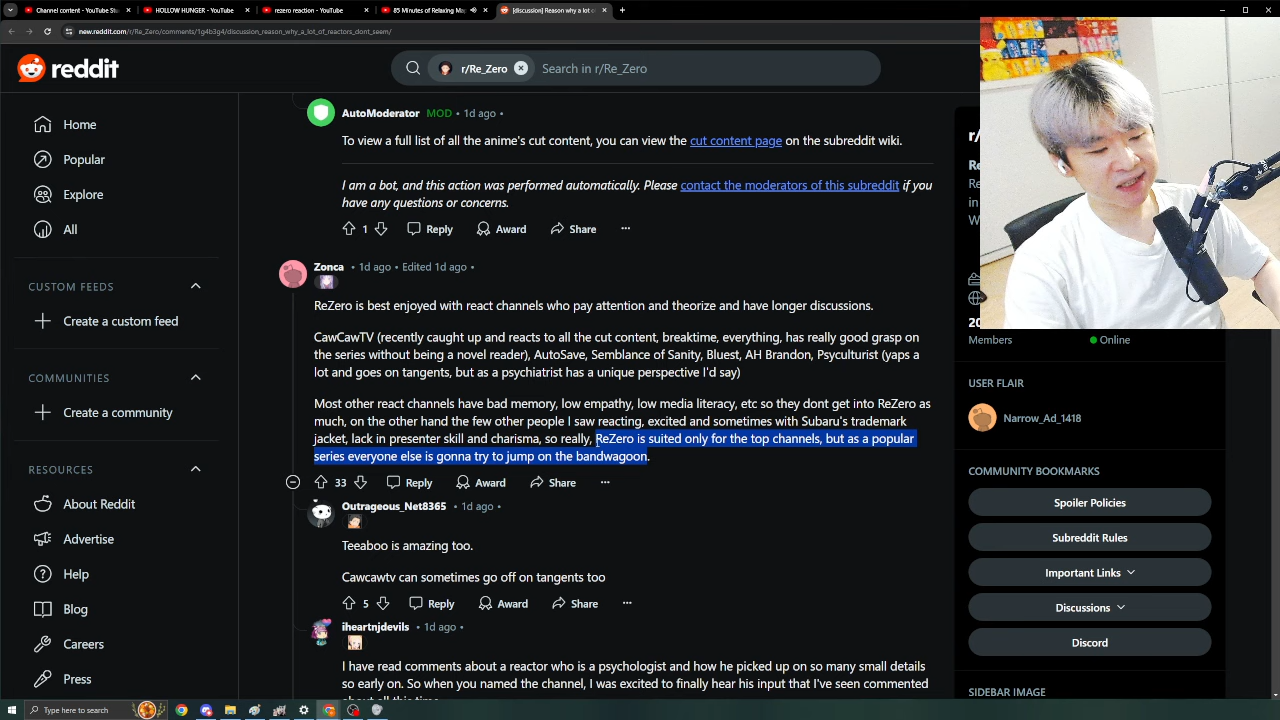 Channel content - YouTube St
HOLLOW HUNGER - YouTube
rezero reaction - YouTube
85 Minutes of Relaxing Mo
[discussion] Reason why a lot o
new.reddit.com/r/Re_Zero/comments/1g4b3g4/discussion_reason_why_a_lot_of_reactors_dont_seem/
reddit
r/Re_Zero
Search in r/Re_Zero
Home
Popular
Explore
All
CUSTOM FEEDS
Create a custom feed
COMMUNITIES
Create a community
RESOURCES
About Reddit
Advertise
Help
Blog
Careers
Press
AutoModerator MOD • 1d ago •
To view a full list of all the anime's cut content, you can view the cut content page on the subreddit wiki.
I am a bot, and this action was performed automatically. Please contact the moderators of this subreddit if you
have any questions or concerns.
1 Reply Award Share ···
Zonca • 1d ago • Edited 1d ago •
ReZero is best enjoyed with react channels who pay attention and theorize and have longer discussions.
CawCawTV (recently caught up and reacts to all the cut content, breaktime, everything, has really good grasp on
the series without being a novel reader), AutoSave, Semblance of Sanity, Bluest, AH Brandon, Psyculturist (yaps a
lot and goes on tangents, but as a psychiatrist has a unique perspective I'd say)
Most other react channels have bad memory, low empathy, low media literacy, etc so they dont get into ReZero as
much, on the other hand the few other people I saw reacting, excited and sometimes with Subaru's trademark
jacket, lack in presenter skill and charisma, so really, ReZero is suited only for the top channels, but as a popular
series everyone else is gonna try to jump on the bandwagoon.
33 Reply Award Share ···
Outrageous_Net8365 • 1d ago •
Teeaboo is amazing too.
Cawcawtv can sometimes go off on tangents too
5 Reply Award Share ···
iheartnjdevils • 1d ago •
I have read comments about a reactor who is a psychologist and how he picked up on so many small details
so early on. So when you named the channel, I was excited to finally hear his input that I've seen commented
about all this time
r/
Re
Re
in
W
20
Members
Online
USER FLAIR
Narrow_Ad_1418
COMMUNITY BOOKMARKS
Spoiler Policies
Subreddit Rules
Important Links
Discussions
Discord
SIDEBAR IMAGE
Type here to search